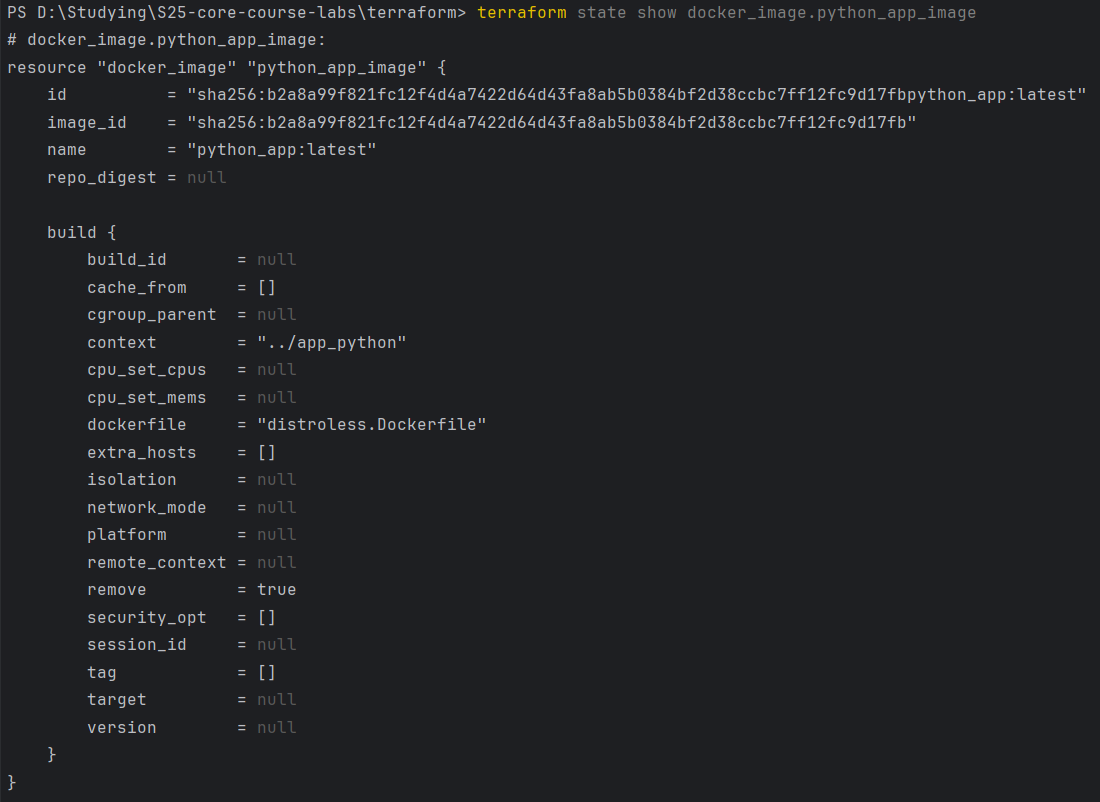 PS D:\Studying\S25-core-course-labs\terraform> terraform state show docker_image.python_app_image
# docker_image.python_app_image:
resource "docker_image" "python_app_image" {
    id          = "sha256:b2a8a99f821fc12f4d4a7422d64d43fa8ab5b0384bf2d38ccbc7ff12fc9d17fbpython_app:latest"
    image_id    = "sha256:b2a8a99f821fc12f4d4a7422d64d43fa8ab5b0384bf2d38ccbc7ff12fc9d17fb"
    name        = "python_app:latest"
    repo_digest = null

    build {
        build_id       = null
        cache_from     = []
        cgroup_parent  = null
        context        = "../app_python"
        cpu_set_cpus   = null
        cpu_set_mems   = null
        dockerfile     = "distroless.Dockerfile"
        extra_hosts    = []
        isolation      = null
        network_mode   = null
        platform       = null
        remote_context = null
        remove         = true
        security_opt   = []
        session_id     = null
        tag            = []
        target         = null
        version        = null
    }
}